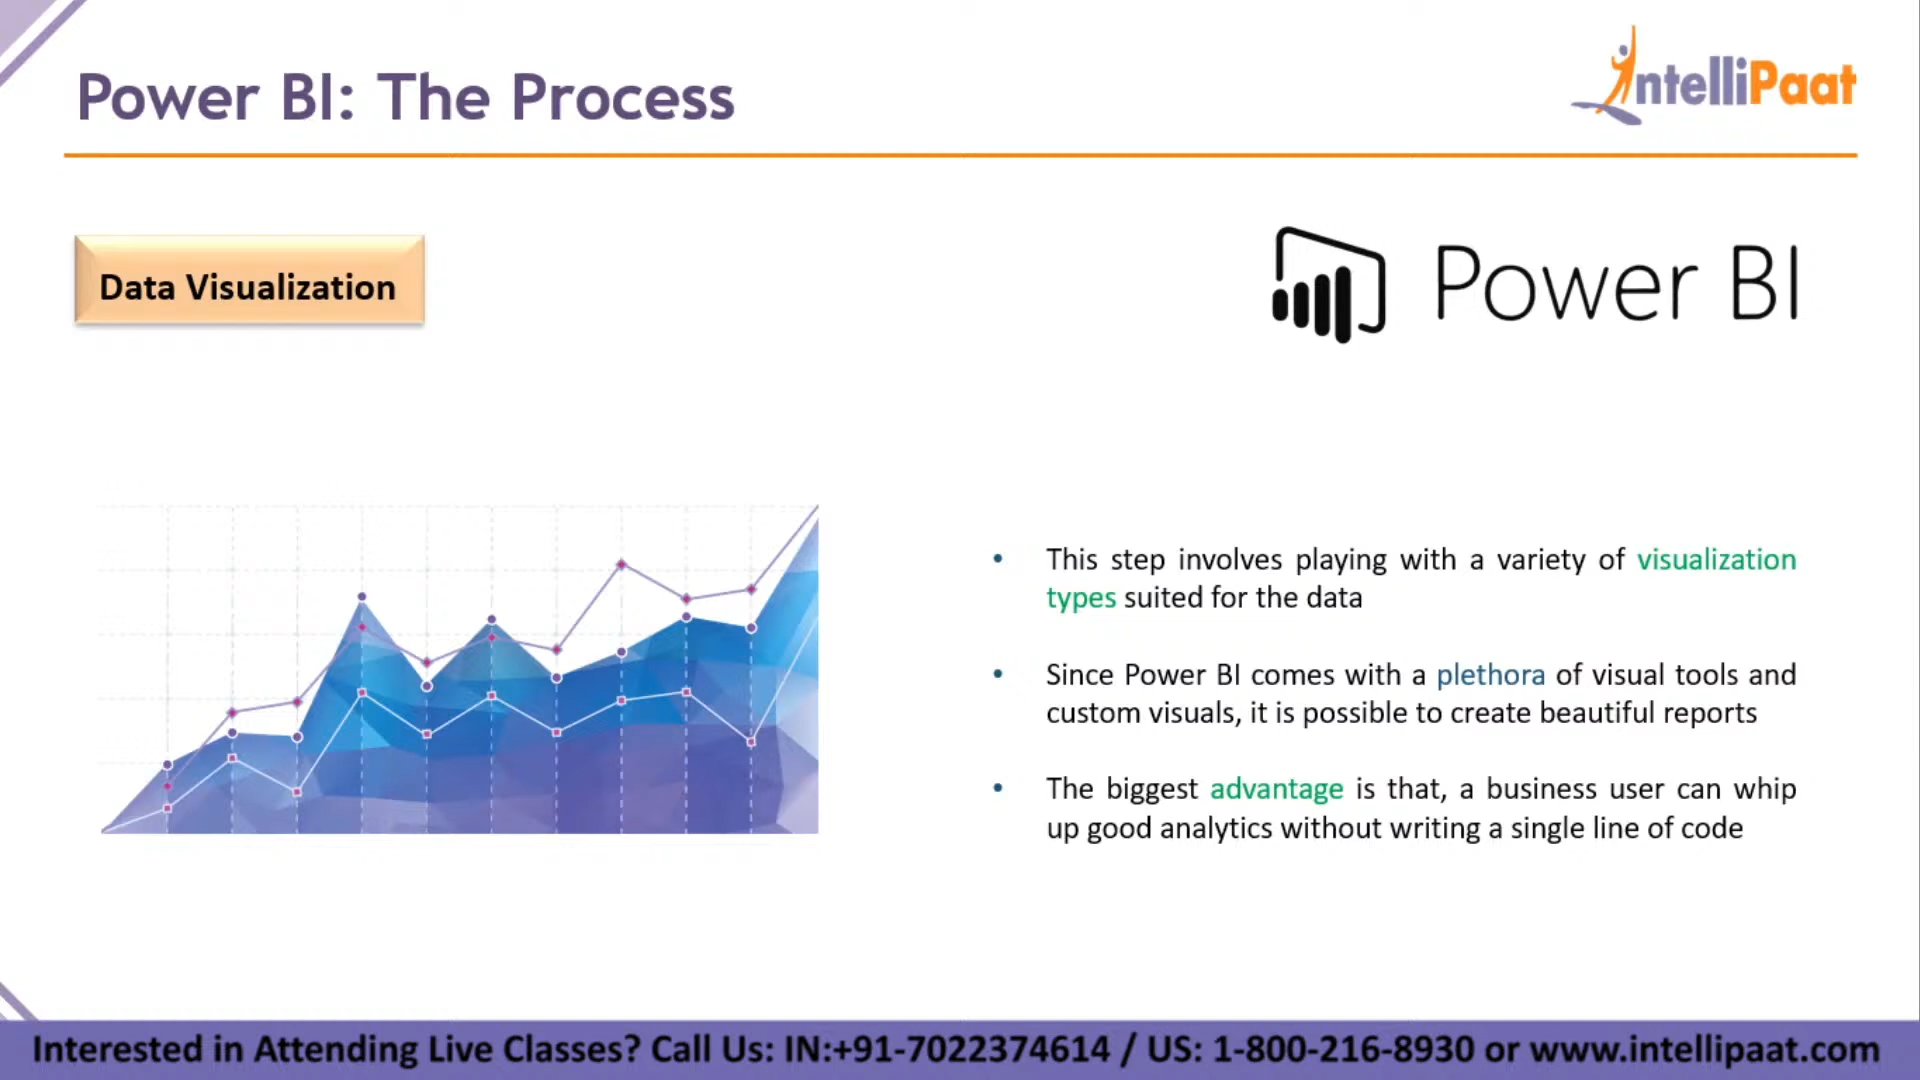 Power BI: The Process
IntelliPaat
Data Visualization
Power BI
• This step involves playing with a variety of visualization
types suited for the data
• Since Power BI comes with a plethora of visual tools and
custom visuals, it is possible to create beautiful reports
• The biggest advantage is that, a business user can whip
up good analytics without writing a single line of code
Interested in Attending Live Classes? Call Us: IN:+91-7022374614 / US: 1-800-216-8930 or www.intellipaat.com